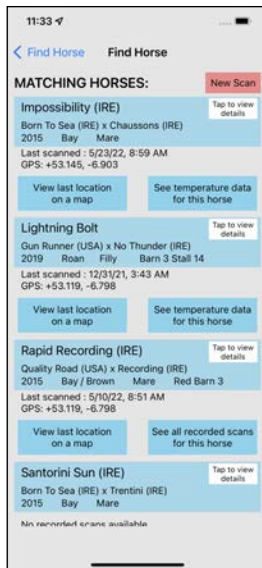 11:33
Find Horse
Find Horse
MATCHING HORSES:
New Scan
Impossibility (IRE)
Tap to view
details
Born To Sea (IRE) x Chaussons (IRE)
2015 Bay Mare
Last scanned : 5/23/22, 8:59 AM
GPS: +53.145, -6.903
View last location
on a map
See temperature data
for this horse
Lightning Bolt
Tap to view
details
Gun Runner (USA) x No Thunder (IRE)
2019 Roan Filly Barn 3 Stall 14
Last scanned : 12/31/21, 3:43 AM
GPS: +53.119, -6.798
View last location
on a map
See temperature data
for this horse
Rapid Recording (IRE)
Tap to view
details
Quality Road (USA) x Recording (IRE)
2015 Bay / Brown Mare Red Barn 3
Last scanned : 5/10/22, 8:51 AM
GPS: +53.119, -6.798
View last location
on a map
See all recorded scans
for this horse
Santorini Sun (IRE)
Tap to view
details
Born To Sea (IRE) x Trentini (IRE)
2015 Bay Mare
No recorded scans available